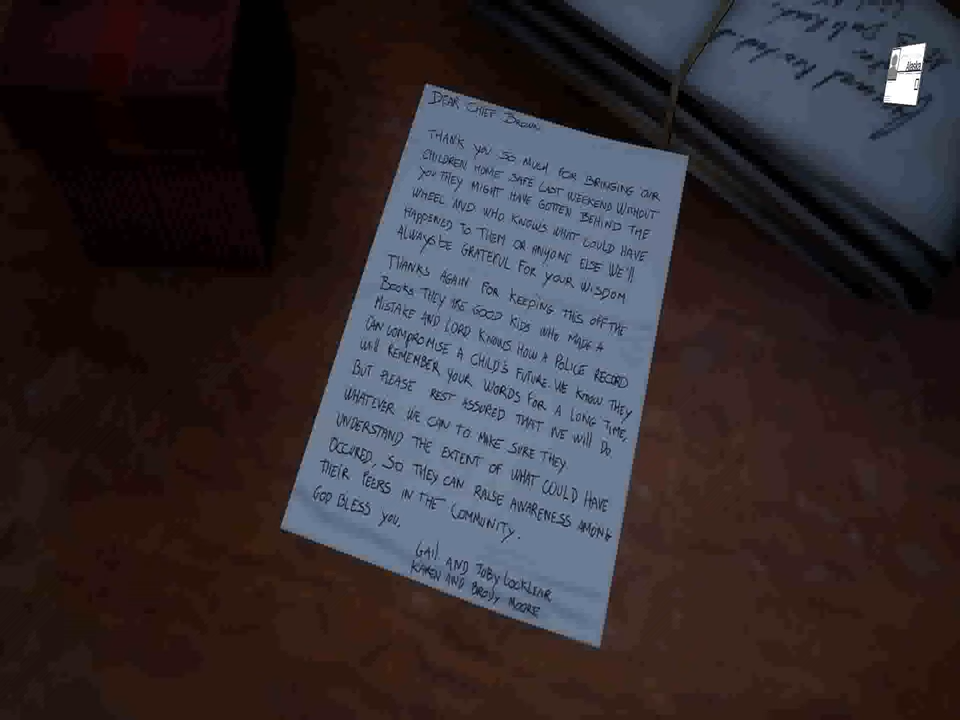 DEAR CHIEF BROWN
THANK YOU SO MUCH FOR BRINGING OUR
CHILDREN HOME SAFE LAST WEEKEND WITHOUT
YOU THEY MIGHT HAVE GOTTEN BEHIND THE
WHEEL AND WHO KNOWS WHAT COULD HAVE
HAPPENED TO THEM OR ANYONE ELSE WE'll
ALWAYS BE GRATEFUL FOR YOUR WISDOM
THANKS AGAIN FOR KEEPING THIS OFF THE
BOOKS THEY ARE GOOD KIDS WHO MADE A
MISTAKE AND LORD KNOWS HOW A POLICE RECORD
CAN COMPROMISE A CHILD'S FUTURE. WE KNOW THEY
Will REMEMBER YOUR WORDS FOR A LONG TIME,
BUT PLEASE REST ASSURED THAT WE will DO
WHATEVER WE CAN TO MAKE SURE THEY
UNDERSTAND THE EXTENT OF WHAT COULD HAVE
OCCURED, SO THEY CAN RAISE AWARENESS AMONG
THEIR PEERS IN THE COMMUNITY.
GOD BLESS YOU,
GAil AND JOBY LOCKLEAR
KAREN AND BRODY MOORE
Alaska